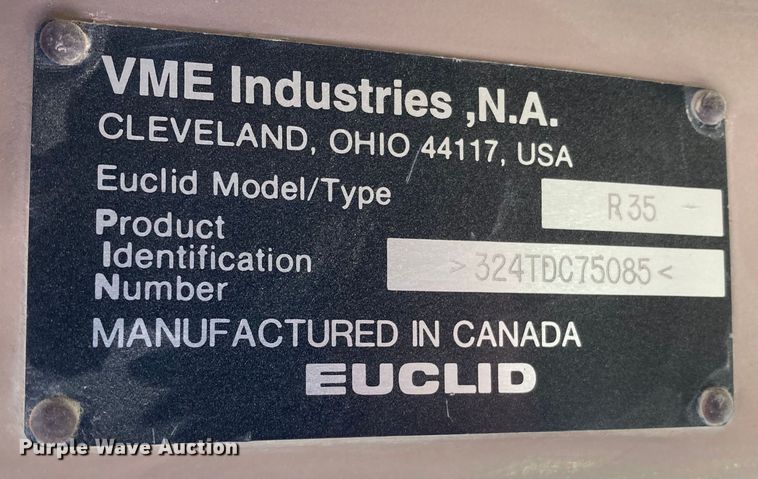 VME Industries ,N.A.
CLEVELAND, OHIO 44117, USA
Euclid Model/Type R35 -
Product
Identification >324TDC75085<
Number
MANUFACTURED IN CANADA
EUCLID
Purple Wave Auction